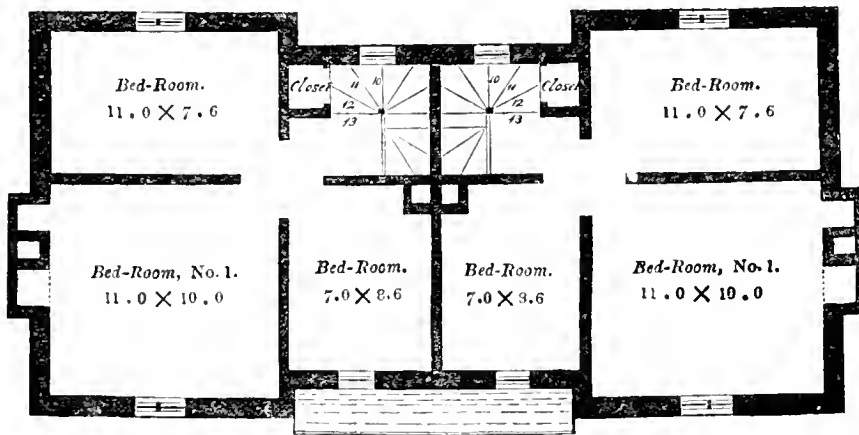 Bed-Room.
11.0 × 7.6
Closet
10
11
12
13
10
11
12
13
Closet
Bed-Room.
11.0 × 7.6
Bed-Room, No. 1.
11.0 × 10.0
Bed-Room.
7.0 × 8.6
Bed-Room.
7.0 × 8.6
Bed-Room, No. 1.
11.0 × 10.0